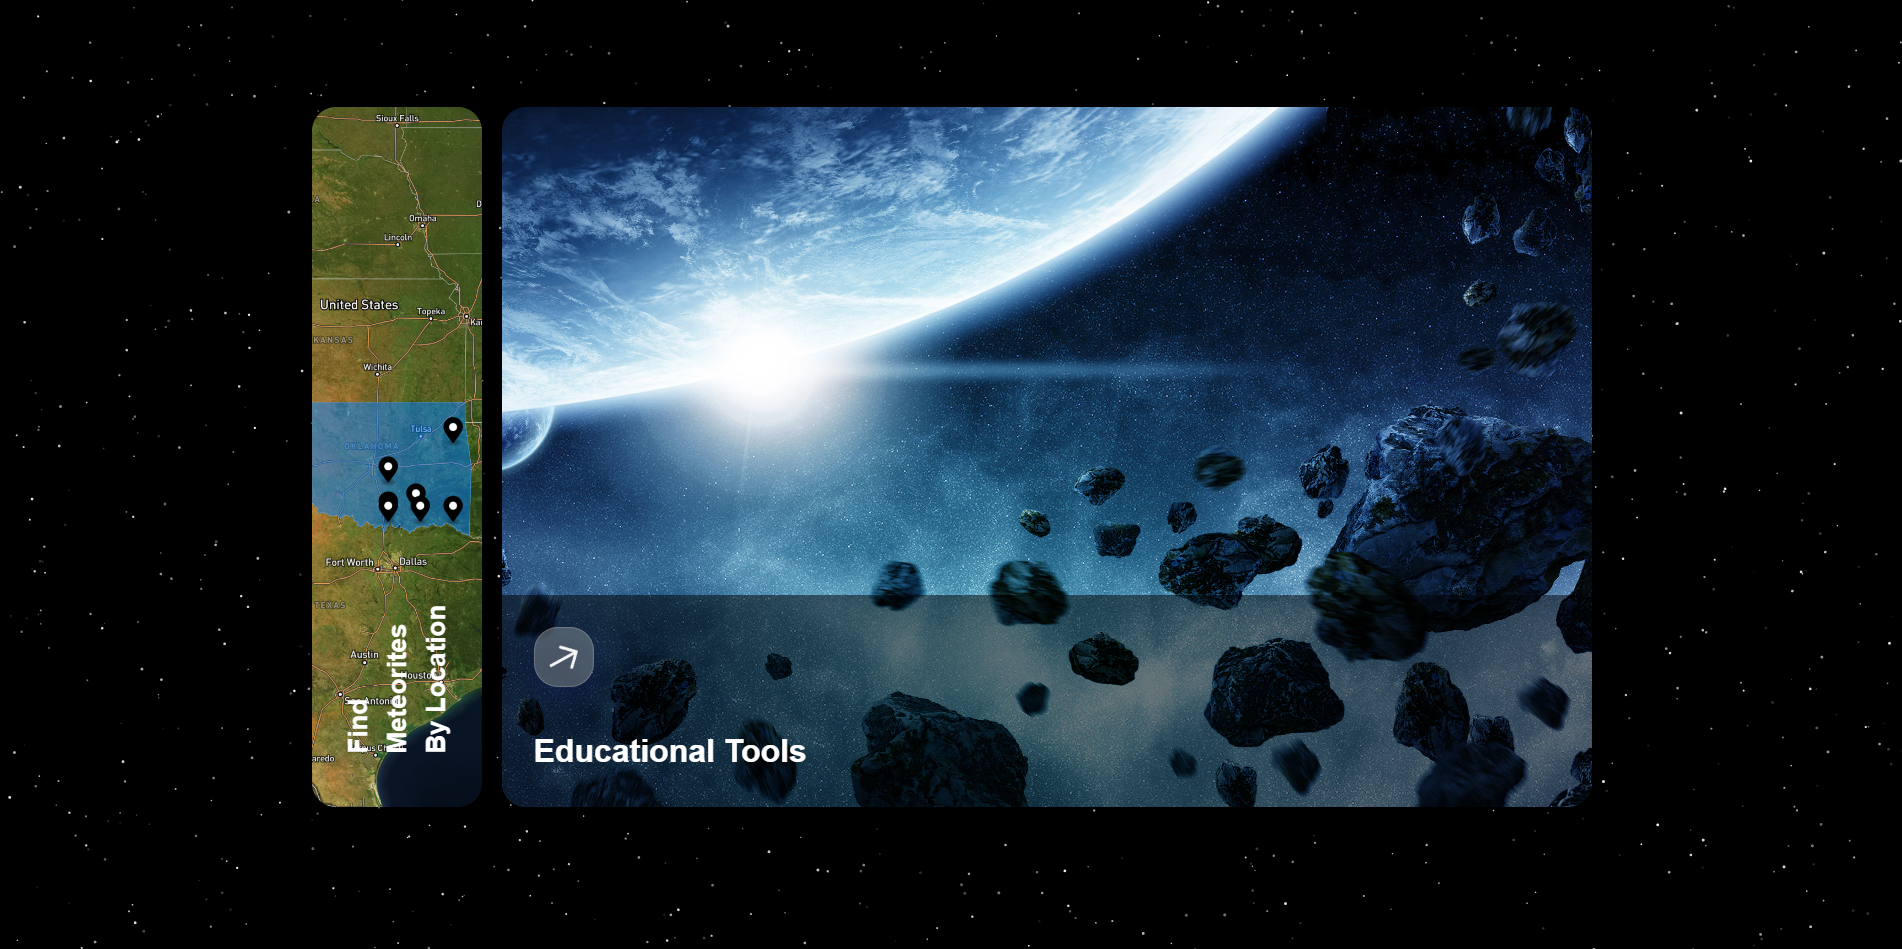 Sioux Falls
Omaha
Lincoln
United States
Topeka
KANSAS
Wichita
Tulsa
OKLAHOMA
Fort Worth
Dallas
TEXAS
Austin
Find
Meteorites
By Location
Educational Tools